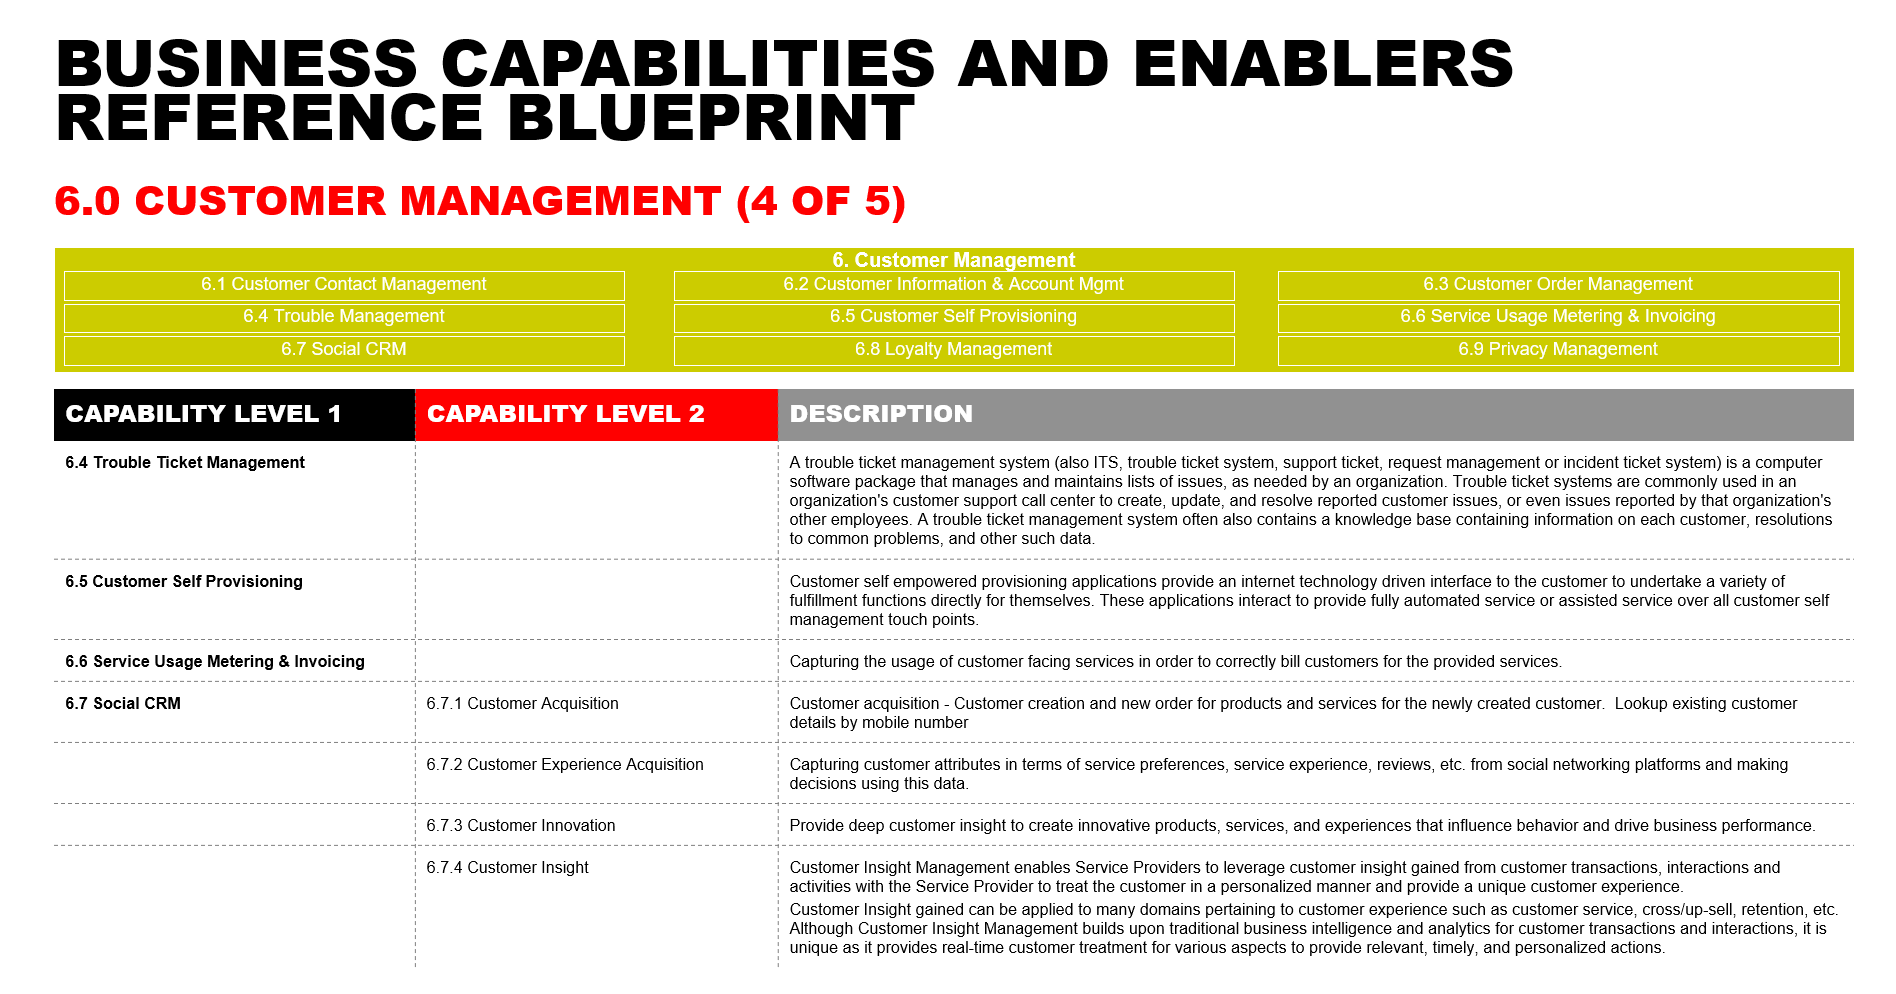 BUSINESS CAPABILITIES AND ENABLERS
REFERENCE BLUEPRINT
6.0 CUSTOMER MANAGEMENT (4 OF 5)
6. Customer Management
6.1 Customer Contact Management
6.2 Customer Information & Account Mgmt
6.3 Customer Order Management
6.4 Trouble Management
6.5 Customer Self Provisioning
6.6 Service Usage Metering & Invoicing
6.7 Social CRM
6.8 Loyalty Management
6.9 Privacy Management
CAPABILITY LEVEL 1
CAPABILITY LEVEL 2
DESCRIPTION
6.4 Trouble Ticket Management
A trouble ticket management system (also ITS, trouble ticket system, support ticket, request management or incident ticket system) is a computer
software package that manages and maintains lists of issues, as needed by an organization. Trouble ticket systems are commonly used in an
organization's customer support call center to create, update, and resolve reported customer issues, or even issues reported by that organization's
other employees. A trouble ticket management system often also contains a knowledge base containing information on each customer, resolutions
to common problems, and other such data.
6.5 Customer Self Provisioning
Customer self empowered provisioning applications provide an internet technology driven interface to the customer to undertake a variety of
fulfillment functions directly for themselves. These applications interact to provide fully automated service or assisted service over all customer self
management touch points.
6.6 Service Usage Metering & Invoicing
Capturing the usage of customer facing services in order to correctly bill customers for the provided services.
6.7 Social CRM
6.7.1 Customer Acquisition
Customer acquisition - Customer creation and new order for products and services for the newly created customer.  Lookup existing customer
details by mobile number
6.7.2 Customer Experience Acquisition
Capturing customer attributes in terms of service preferences, service experience, reviews, etc. from social networking platforms and making
decisions using this data.
6.7.3 Customer Innovation
Provide deep customer insight to create innovative products, services, and experiences that influence behavior and drive business performance.
6.7.4 Customer Insight
Customer Insight Management enables Service Providers to leverage customer insight gained from customer transactions, interactions and
activities with the Service Provider to treat the customer in a personalized manner and provide a unique customer experience.
Customer Insight gained can be applied to many domains pertaining to customer experience such as customer service, cross/up-sell, retention, etc.
Although Customer Insight Management builds upon traditional business intelligence and analytics for customer transactions and interactions, it is
unique as it provides real-time customer treatment for various aspects to provide relevant, timely, and personalized actions.